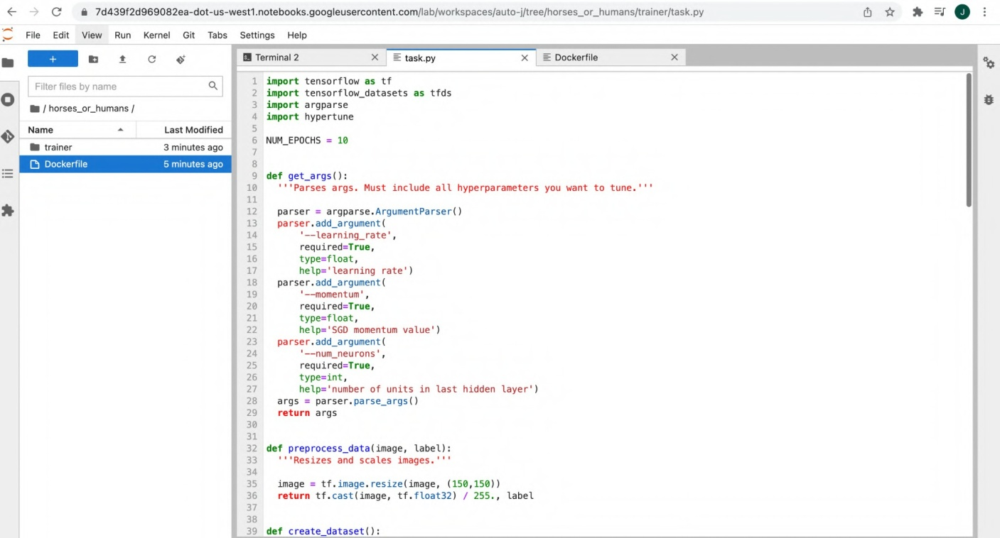 7d439f2d969082ea-dot-us-west1.notebooks.googleusercontent.com/lab/workspaces/auto-j/tree/horses_or_humans/trainer/task.py
J
File Edit View Run Kernel Git Tabs Settings Help
+
Filter files by name
/ horses_or_humans /
Name Last Modified
trainer 3 minutes ago
Dockerfile 5 minutes ago
Terminal 2 task.py Dockerfile
1 import tensorflow as tf
2 import tensorflow_datasets as tfds
3 import argparse
4 import hypertune
5
6 NUM_EPOCHS = 10
7
8
9 def get_args():
10   '''Parses args. Must include all hyperparameters you want to tune.'''
11
12   parser = argparse.ArgumentParser()
13   parser.add_argument(
14       '--learning_rate',
15       required=True,
16       type=float,
17       help='learning rate')
18   parser.add_argument(
19       '--momentum',
20       required=True,
21       type=float,
22       help='SGD momentum value')
23   parser.add_argument(
24       '--num_neurons',
25       required=True,
26       type=int,
27       help='number of units in last hidden layer')
28   args = parser.parse_args()
29   return args
30
31
32 def preprocess_data(image, label):
33   '''Resizes and scales images.'''
34
35   image = tf.image.resize(image, (150,150))
36   return tf.cast(image, tf.float32) / 255., label
37
38
39 def create_dataset():